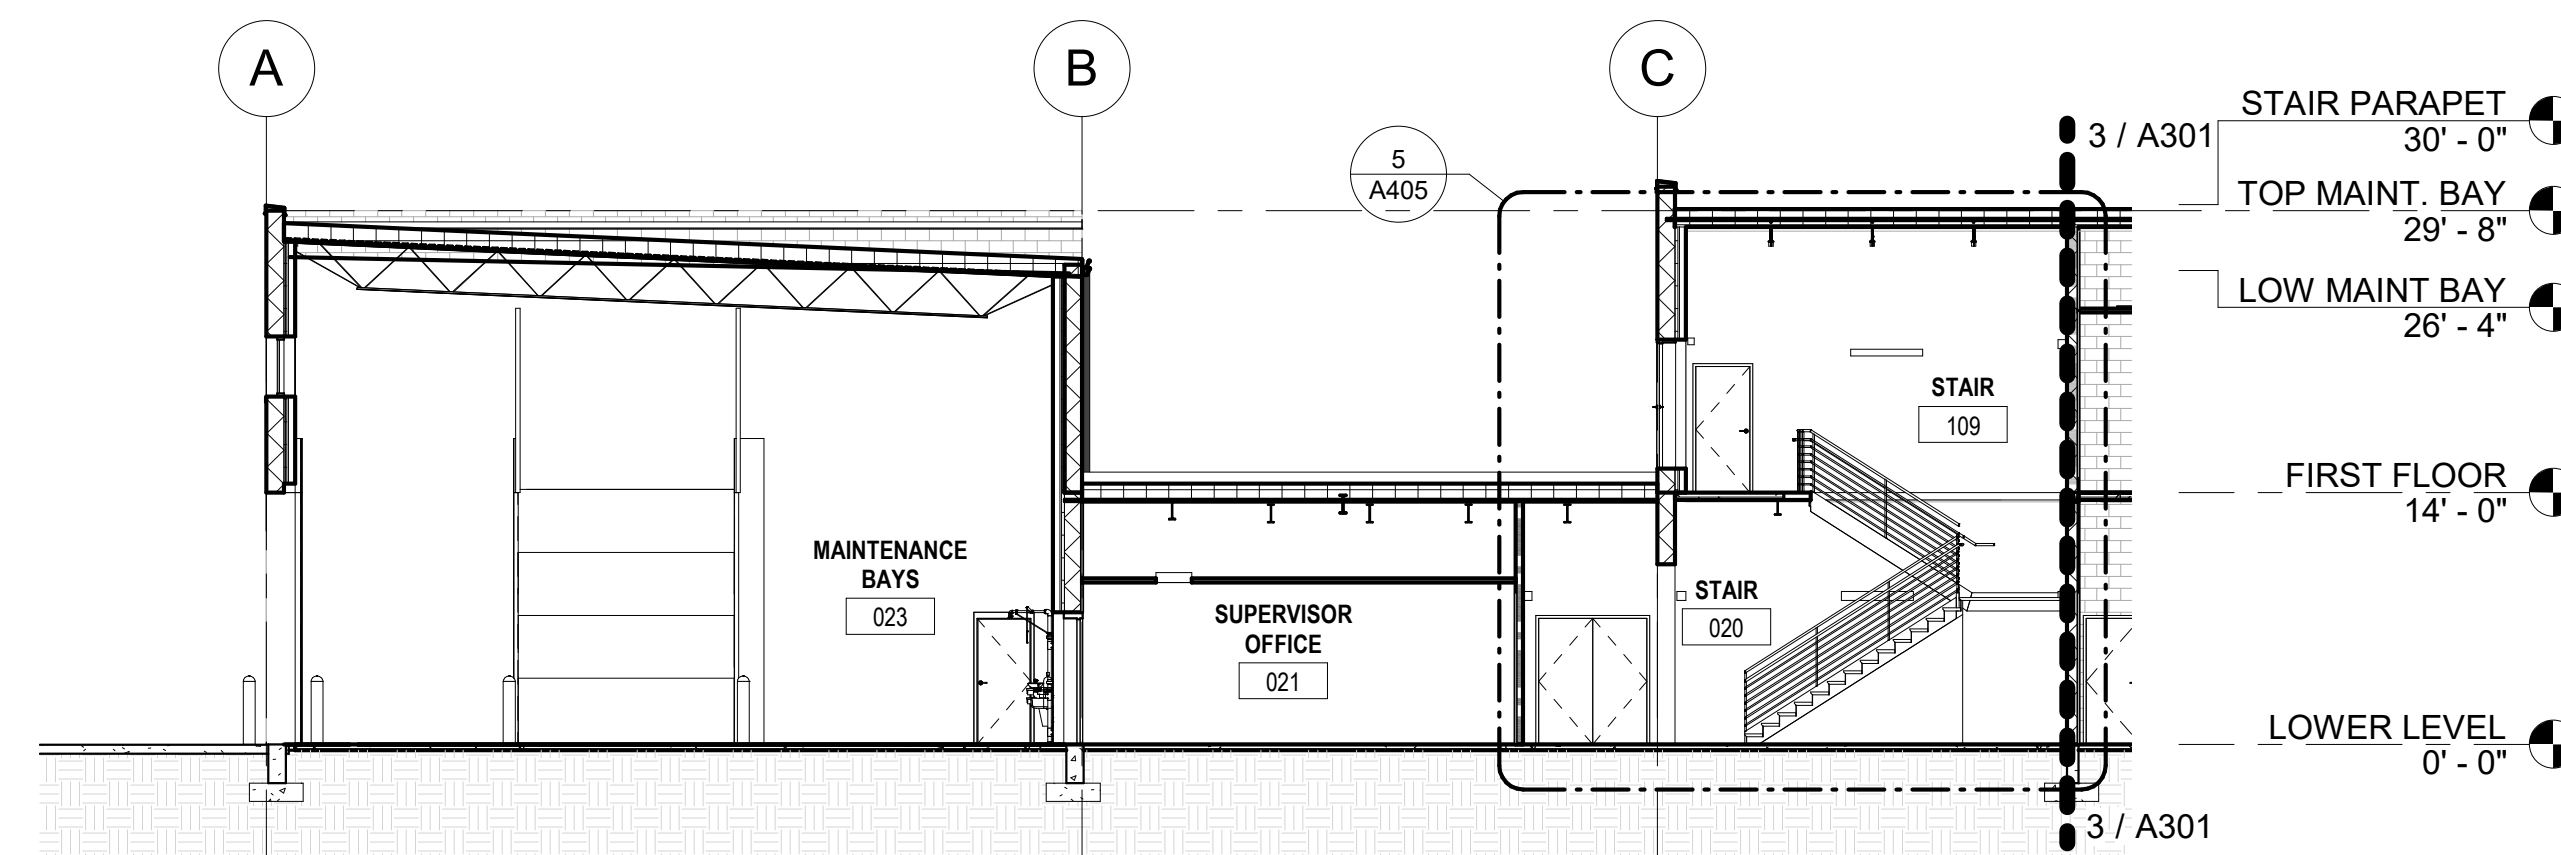 A
B
C
STAIR PARAPET
30' - 0"
3 / A301
5
A405
TOP MAINT. BAY
29' - 8"
LOW MAINT BAY
26' - 4"
STAIR
109
FIRST FLOOR
14' - 0"
MAINTENANCE
BAYS
023
SUPERVISOR
OFFICE
021
STAIR
020
LOWER LEVEL
0' - 0"
3 / A301